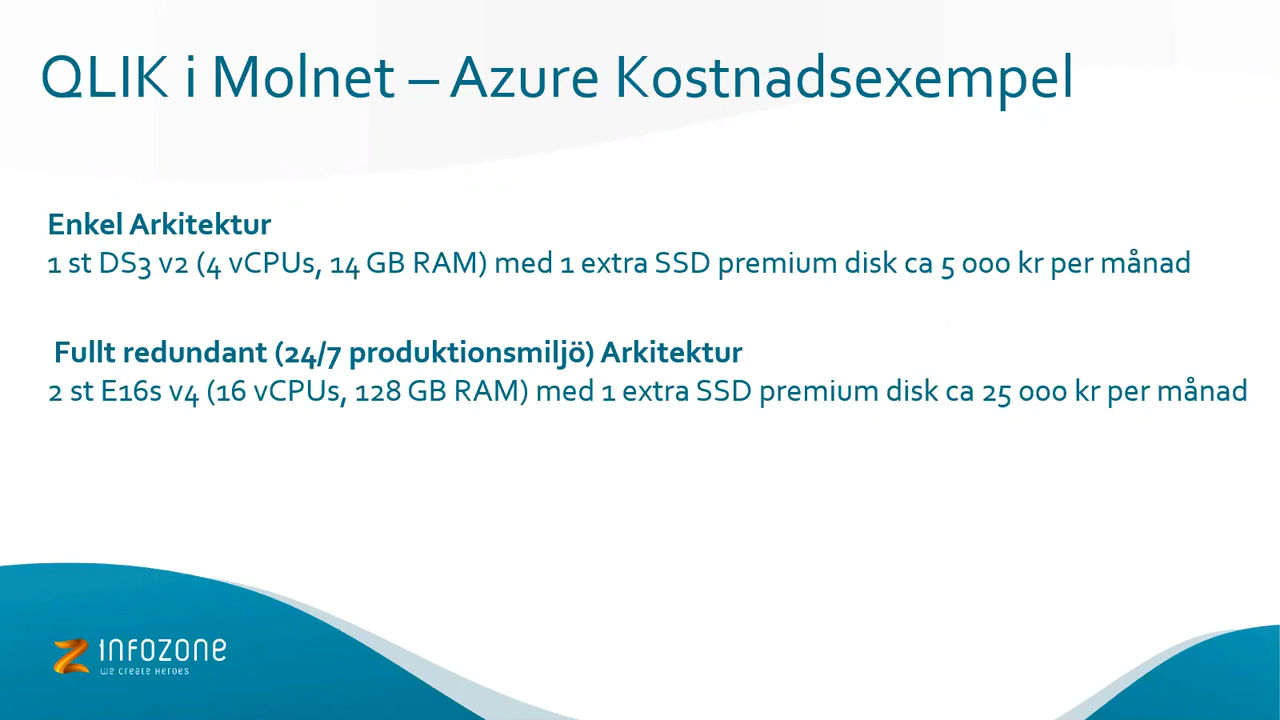 QLIK i Molnet – Azure Kostnadsexempel
Enkel Arkitektur
1 st DS3 v2 (4 vCPUs, 14 GB RAM) med 1 extra SSD premium disk ca 5 000 kr per månad
Fullt redundant (24/7 produktionsmiljö) Arkitektur
2 st E16s v4 (16 vCPUs, 128 GB RAM) med 1 extra SSD premium disk ca 25 000 kr per månad
INFOZONE
WE CREATE HEROES